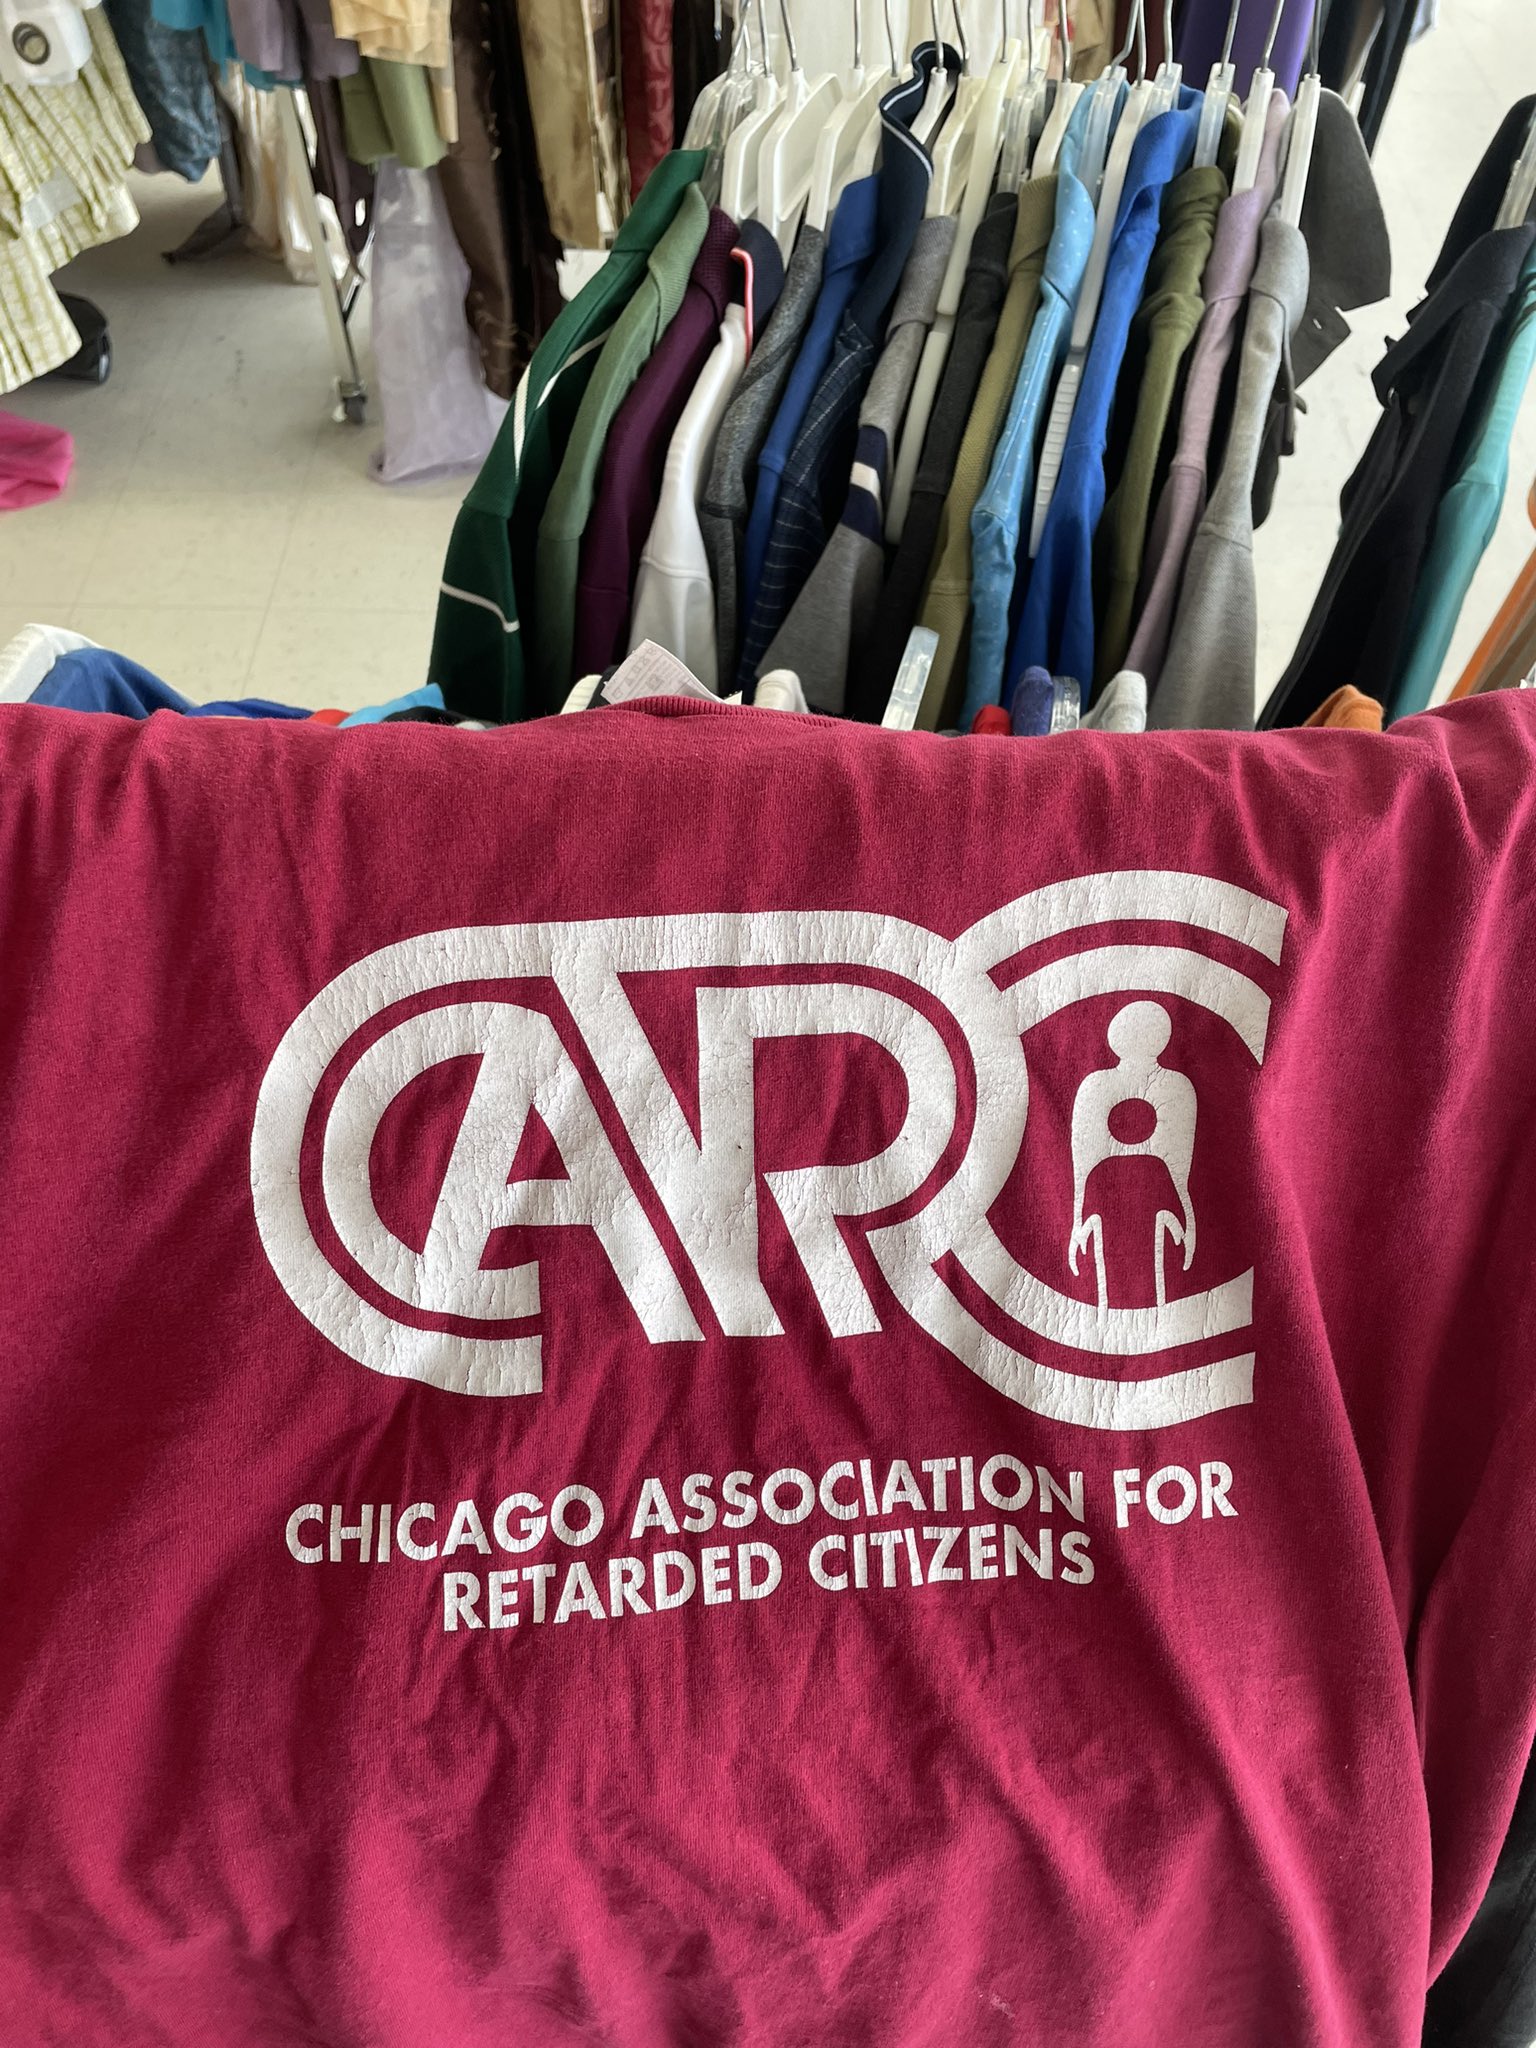 CARC
CHICAGO ASSOCIATION FOR
RETARDED CITIZENS